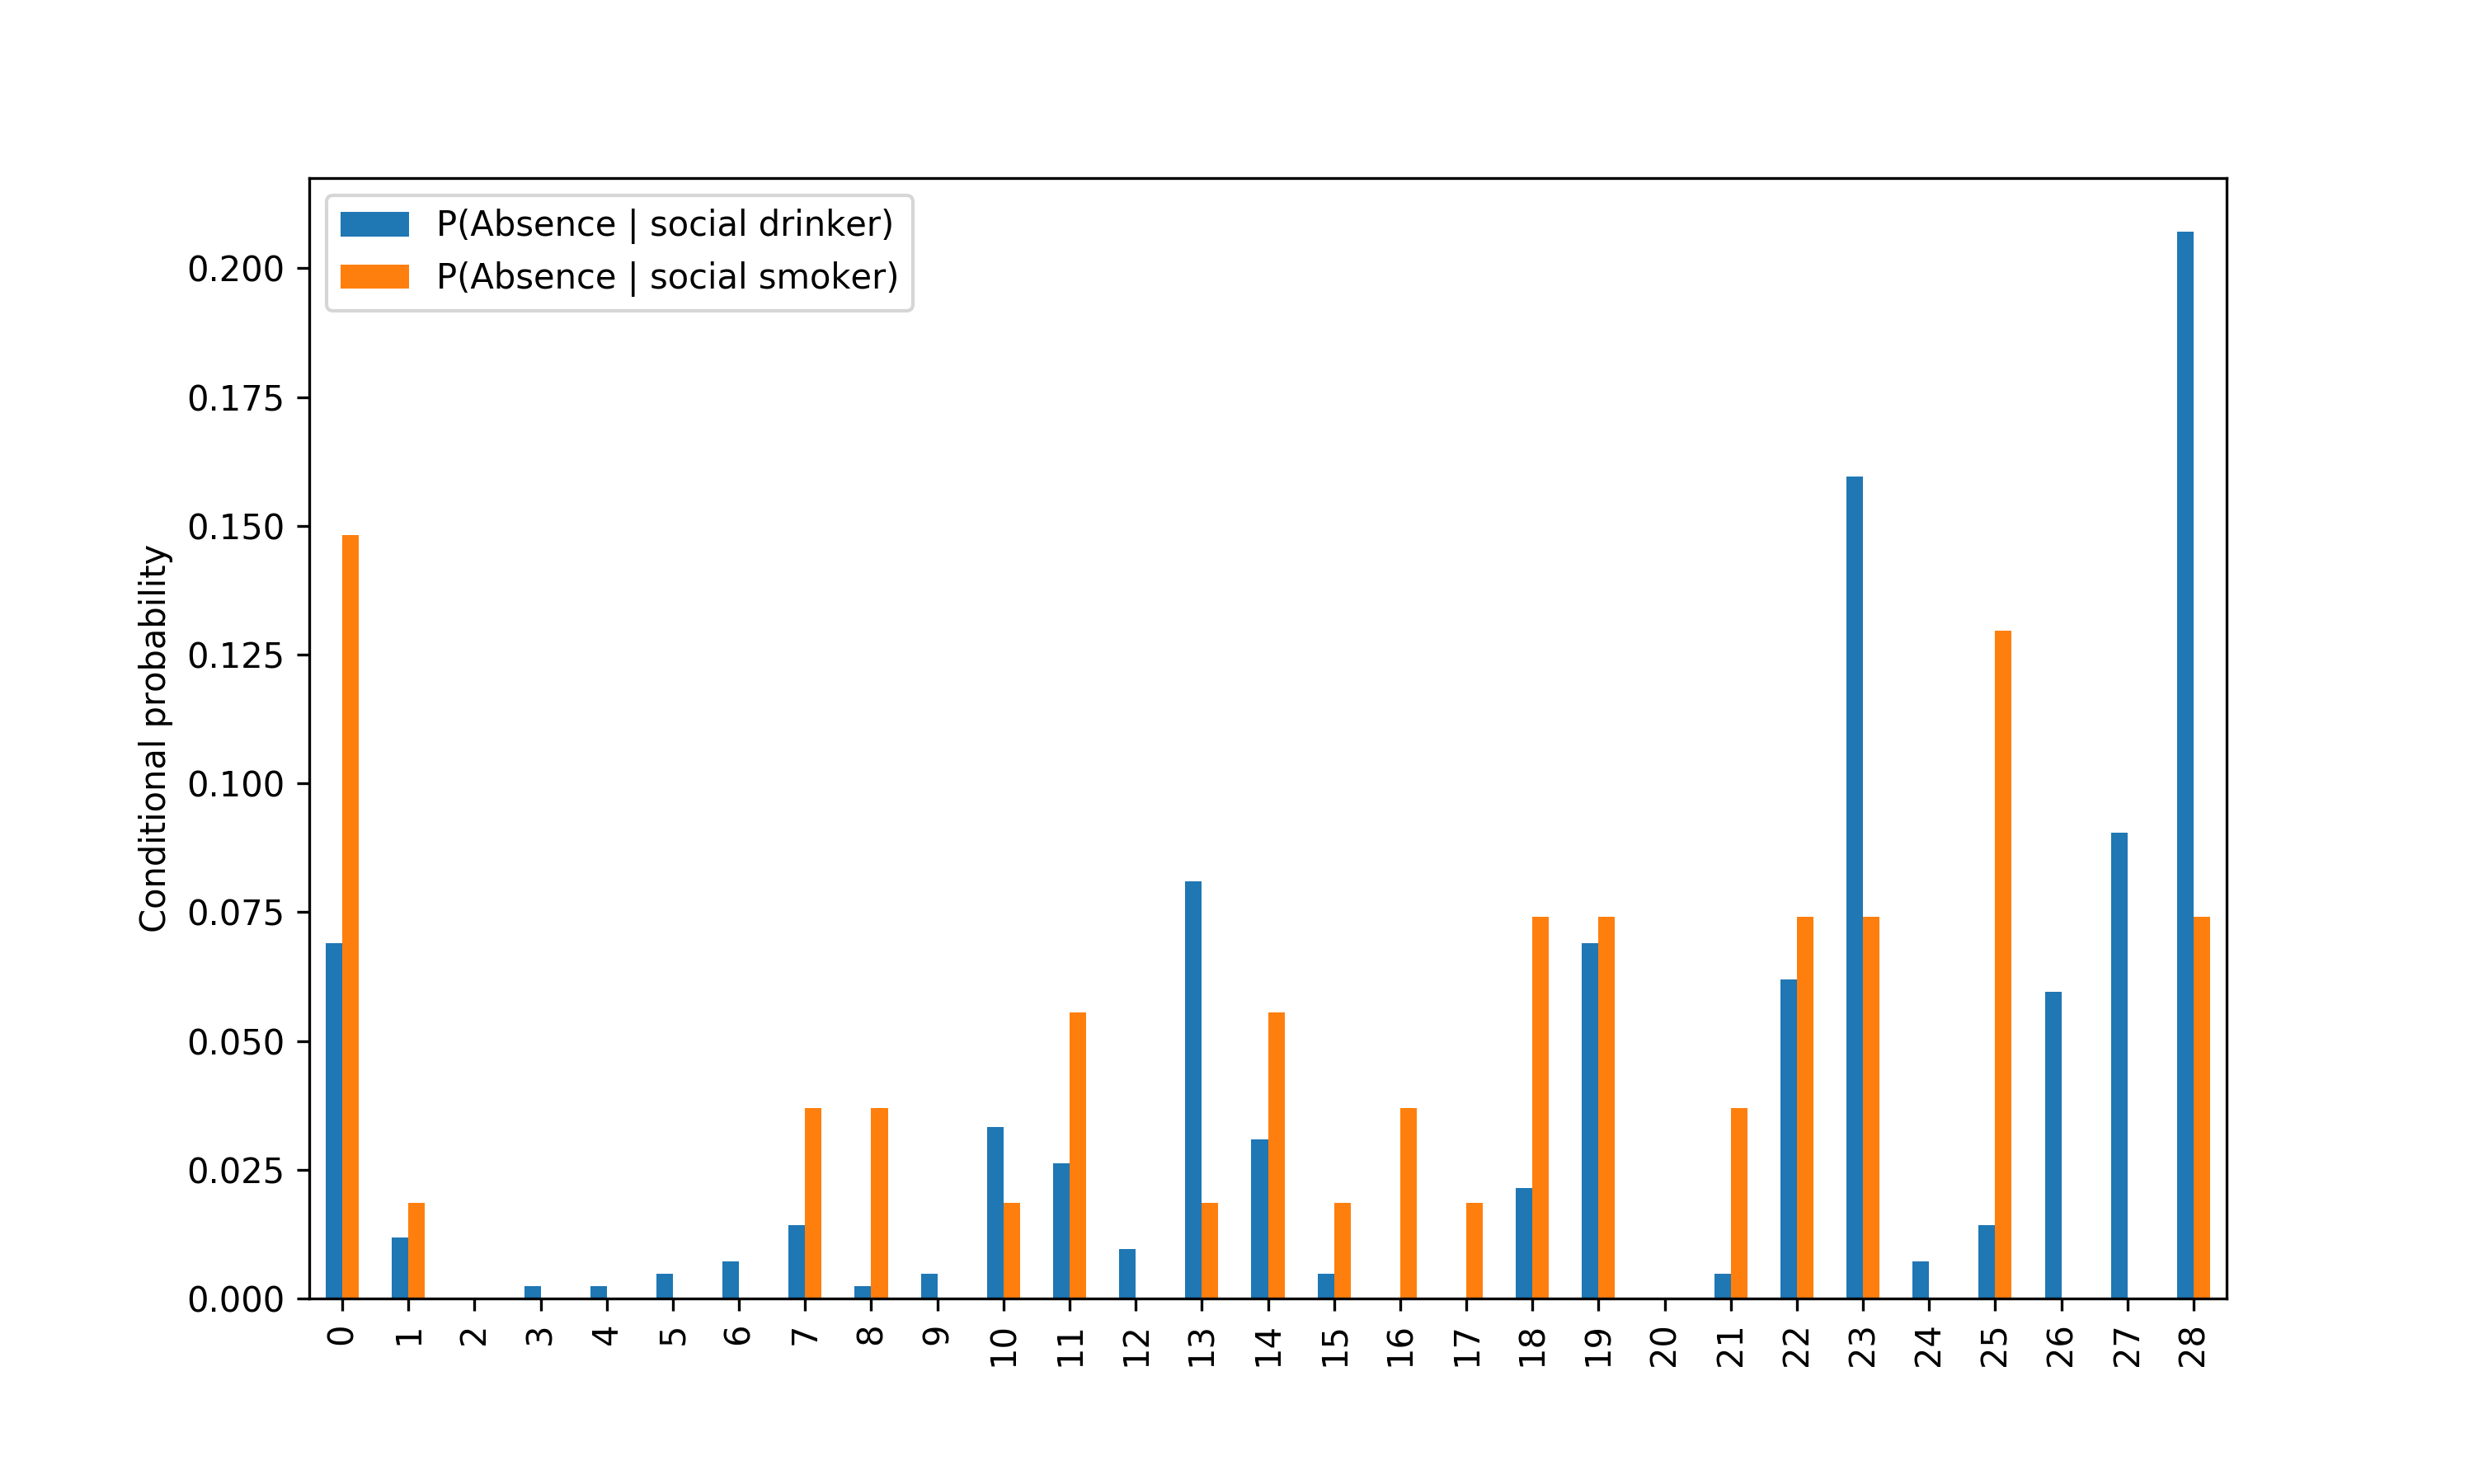 P(Absence | social drinker)
P(Absence | social smoker)
Conditional probability
0.200
0.175
0.150
0.125
0.100
0.075
0.050
0.025
0.000
0 1 2 3 4 5 6 7 8 9 10 11 12 13 14 15 16 17 18 19 20 21 22 23 24 25 26 27 28